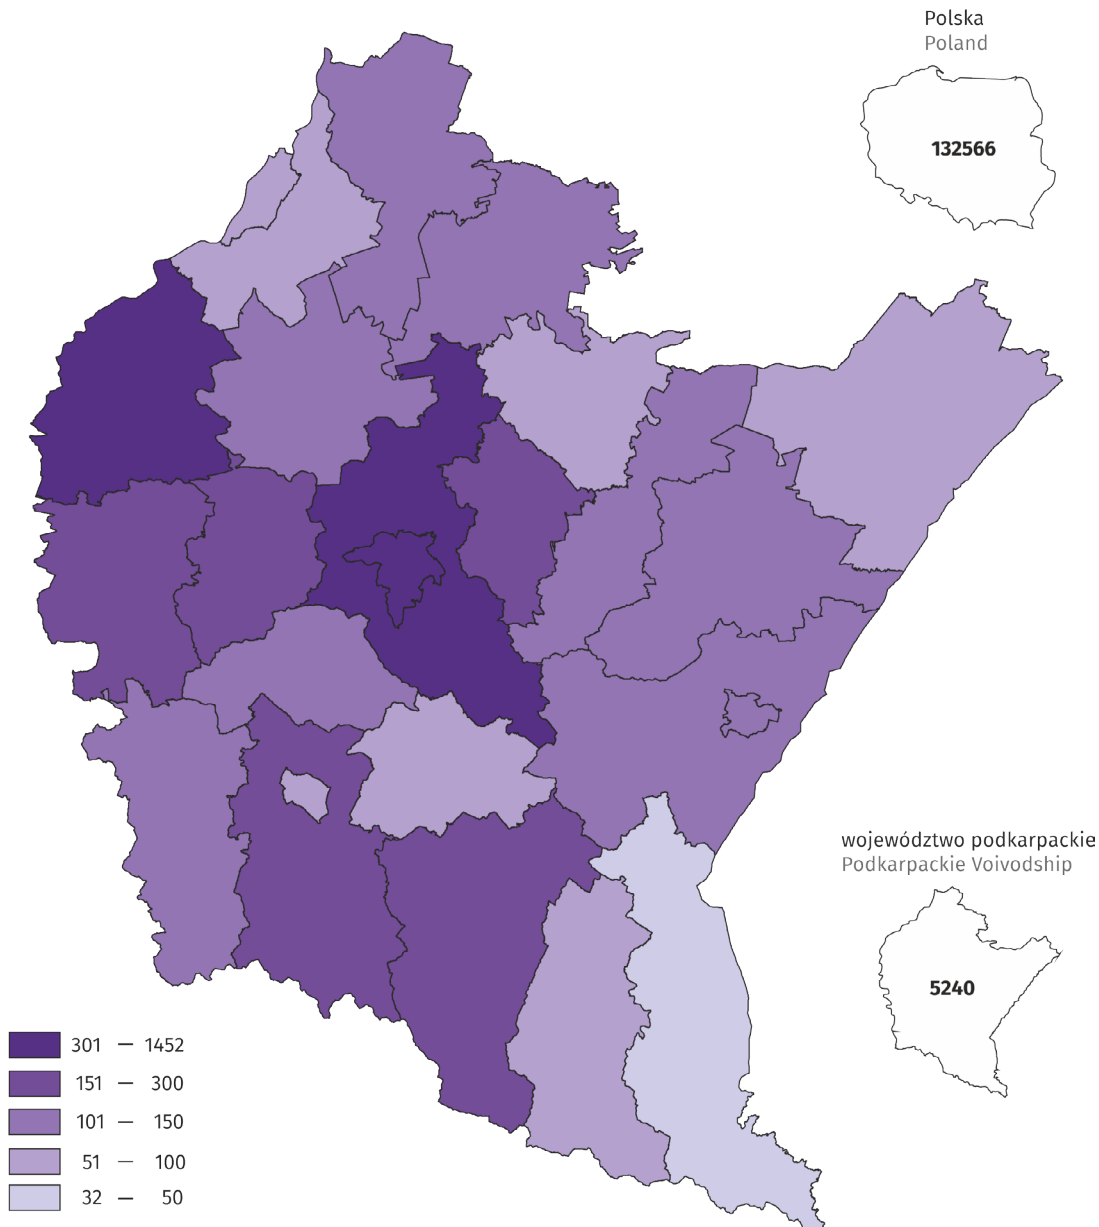 Polska
Poland
132566
województwo podkarpackie
Podkarpackie Voivodship
5240
301 — 1452
151 — 300
101 — 150
51 — 100
32 — 50